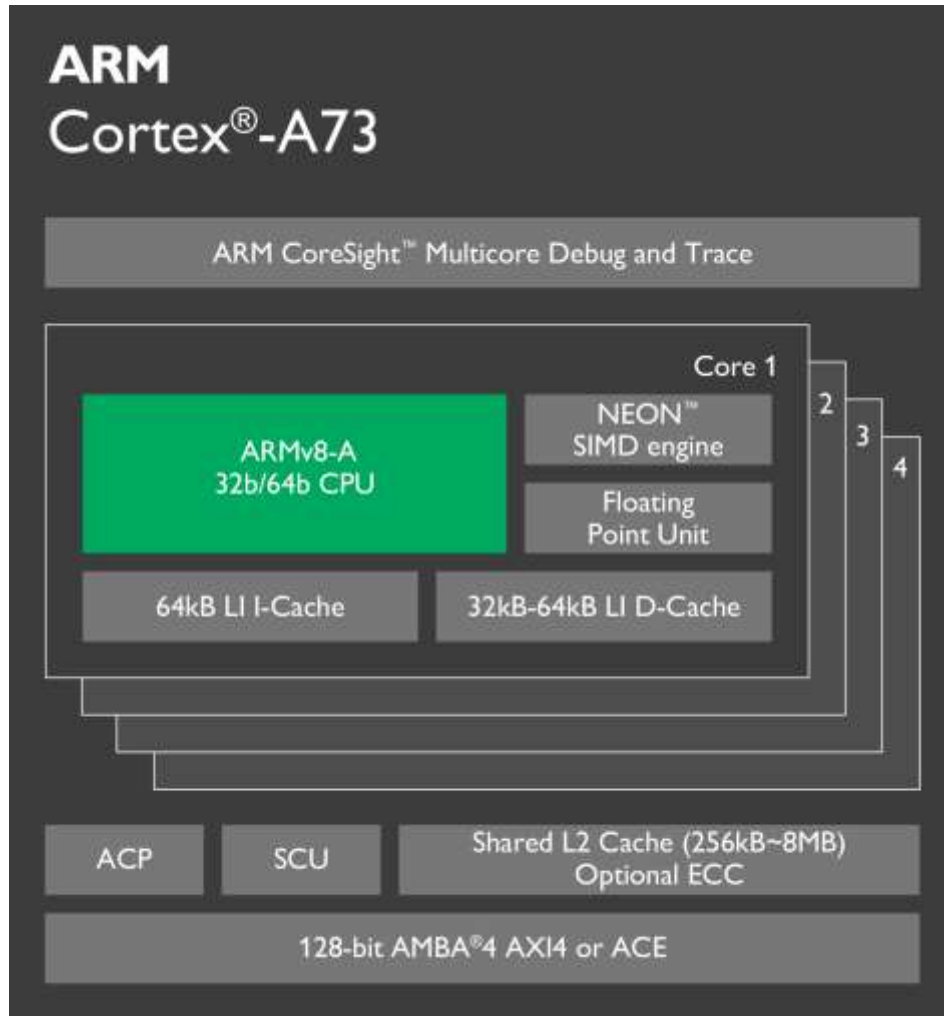 ARM
Cortex®-A73
ARM CoreSight™ Multicore Debug and Trace
Core 1
2
3
4
ARMv8-A
32b/64b CPU
NEON™
SIMD engine
Floating
Point Unit
64kB LI I-Cache
32kB-64kB LI D-Cache
ACP
SCU
Shared L2 Cache (256kB~8MB)
Optional ECC
128-bit AMBA®4 AXI4 or ACE